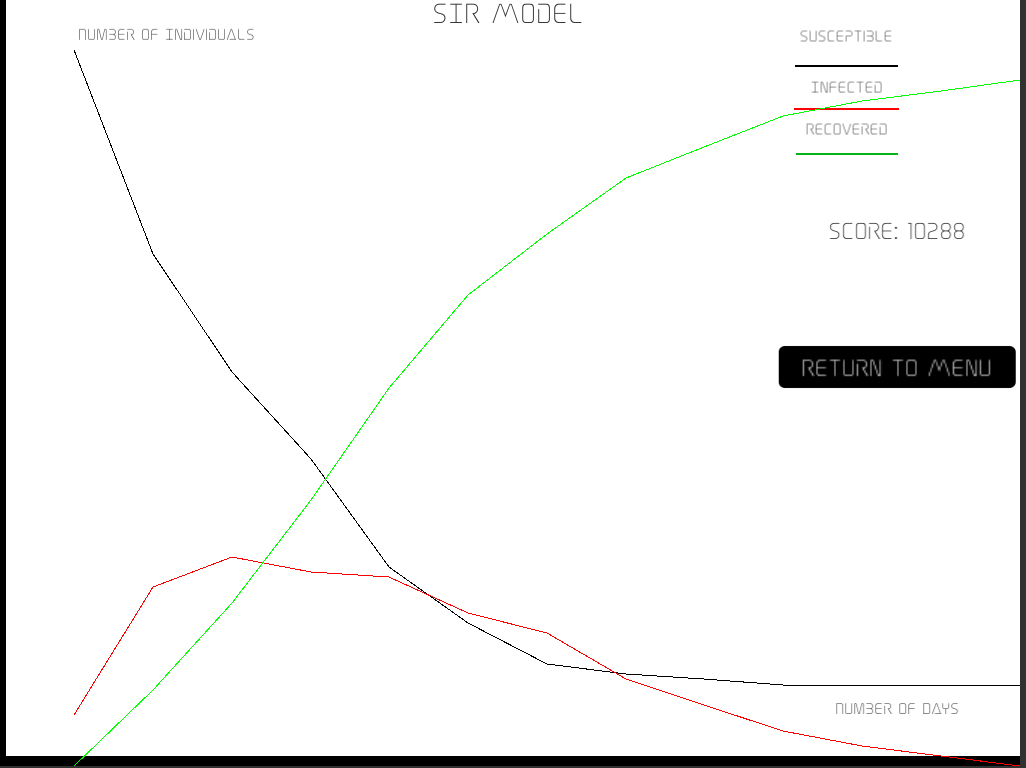 SIR MODEL
NUMBER OF INDIVIDUALS
SUSCEPTIBLE
INFECTED
RECOVERED
SCORE: 10288
RETURN TO MENU
NUMBER OF DAYS